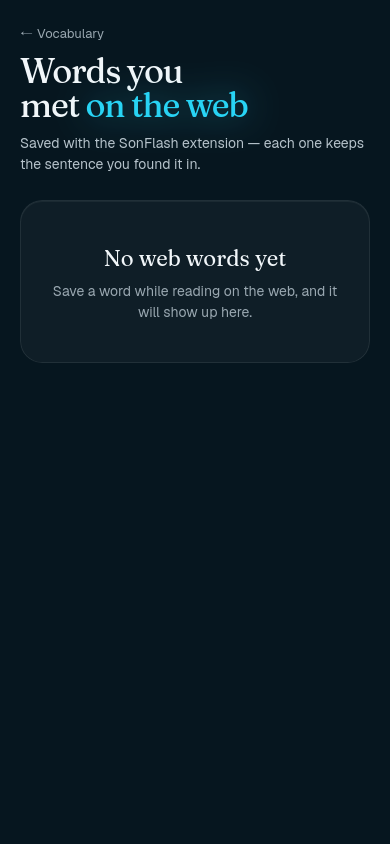 ← Vocabulary
Words you
met on the web
Saved with the SonFlash extension — each one keeps
the sentence you found it in.
No web words yet
Save a word while reading on the web, and it
will show up here.